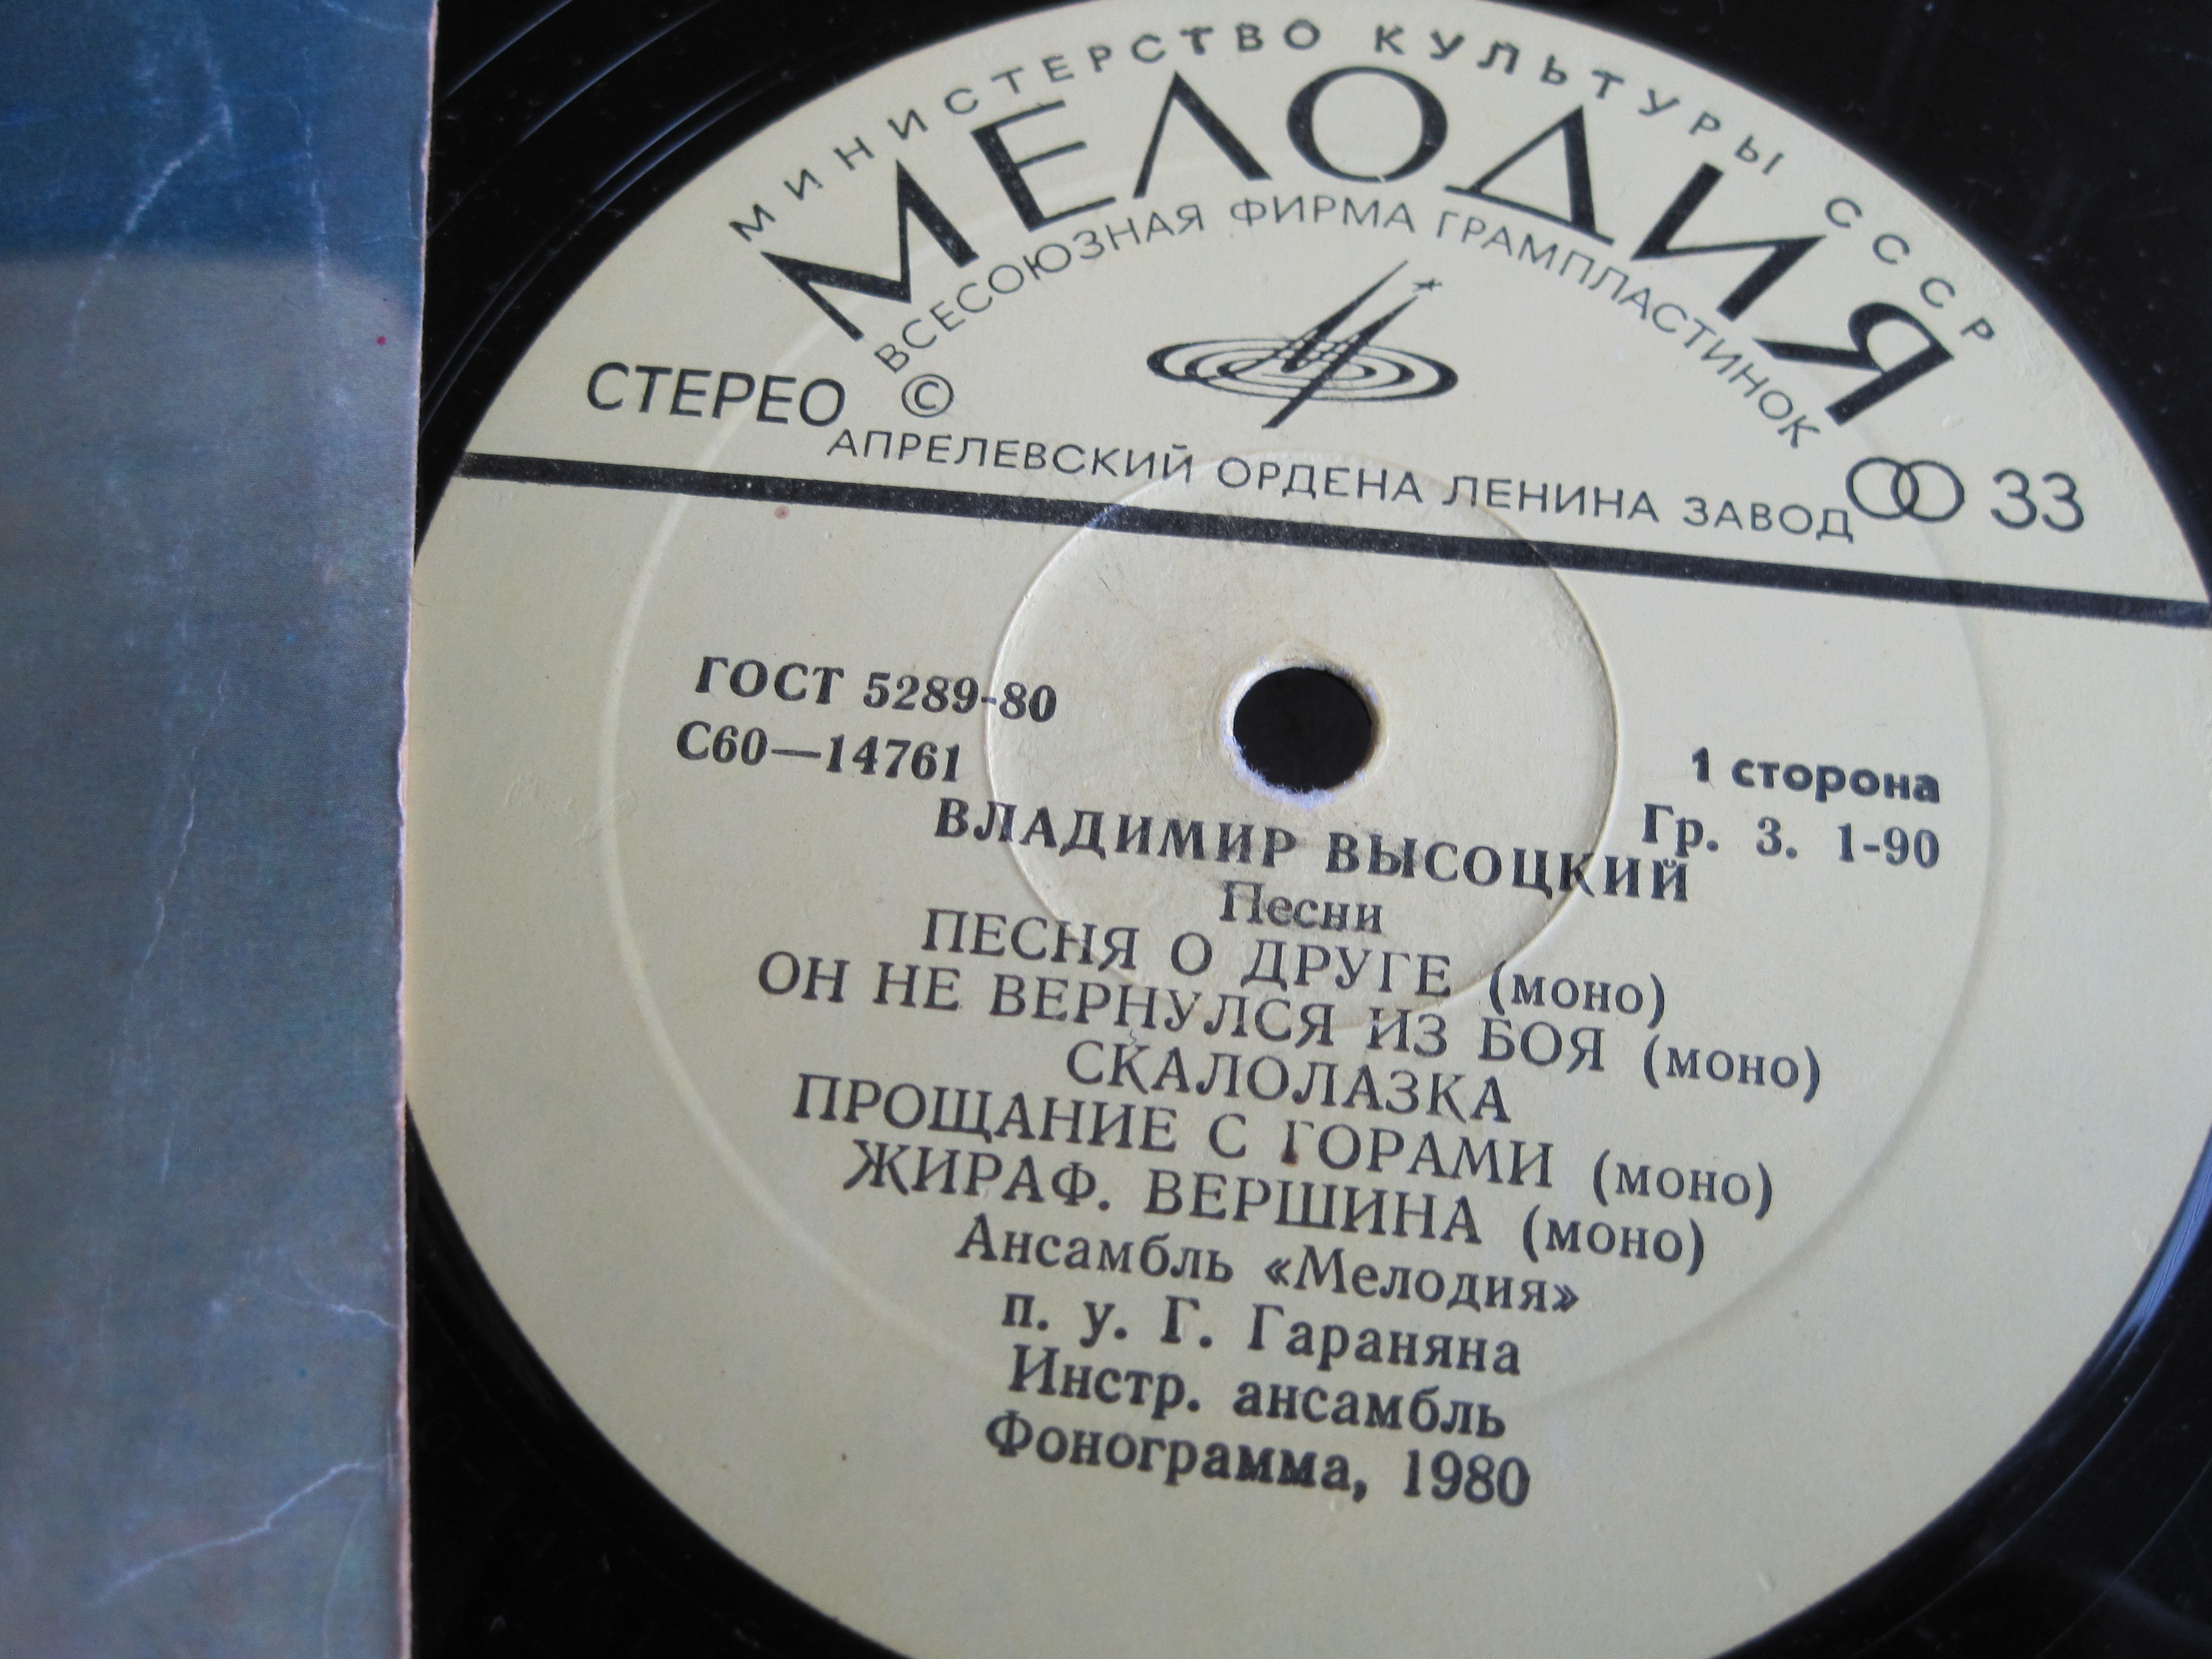 МИНИСТЕРСТВО КУЛЬТУРЫ СССР
МЕЛОДИЯ
ВСЕСОЮЗНАЯ ФИРМА ГРАМПЛАСТИНОК
СТЕРЕО © 33
АПРЕЛЕВСКИЙ ОРДЕНА ЛЕНИНА ЗАВОД
ГОСТ 5289-80
С60—14761
1 сторона
Гр. 3. 1-90
ВЛАДИМИР ВЫСОЦКИЙ
Песни
ПЕСНЯ О ДРУГЕ (моно)
ОН НЕ ВЕРНУЛСЯ ИЗ БОЯ (моно)
СКАЛОЛАЗКА
ПРОЩАНИЕ С ГОРАМИ (моно)
ЖИРАФ. ВЕРШИНА (моно)
Ансамбль «Мелодия»
п. у. Г. Гараняна
Инстр. ансамбль
Фонограмма, 1980